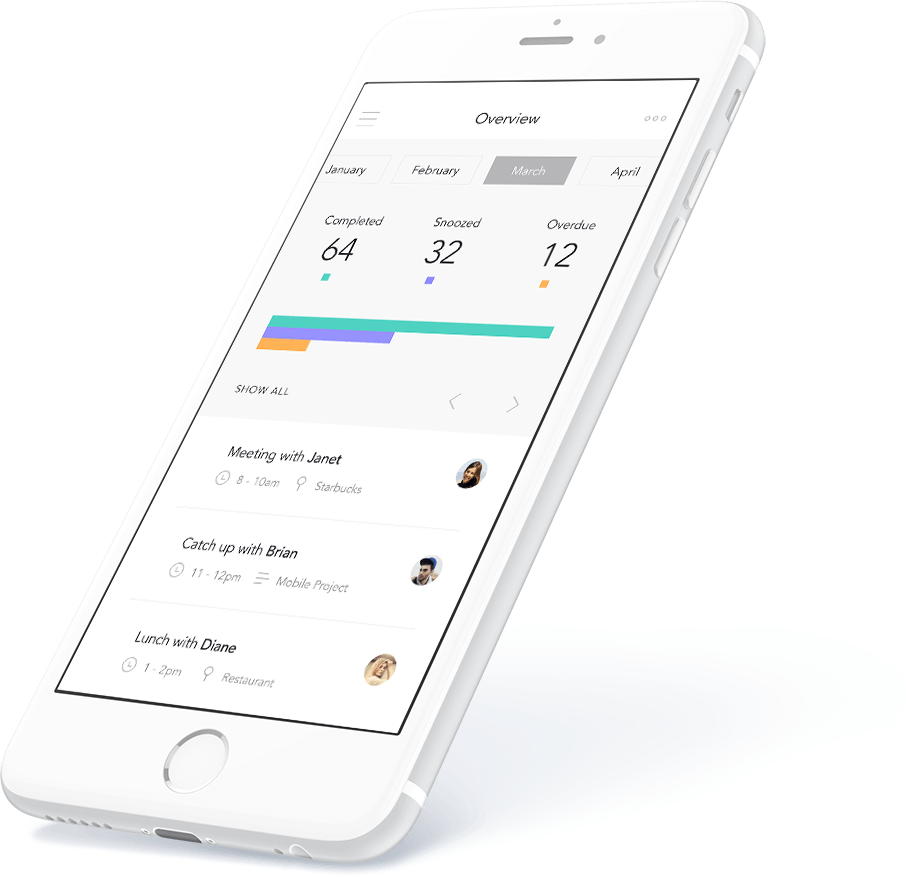 Overview
January February March April
Completed Snoozed Overdue
64 32 12
SHOW ALL
Meeting with Janet
8 - 10am Starbucks
Catch up with Brian
11 - 12pm Mobile Project
Lunch with Diane
1 - 2pm Restaurant